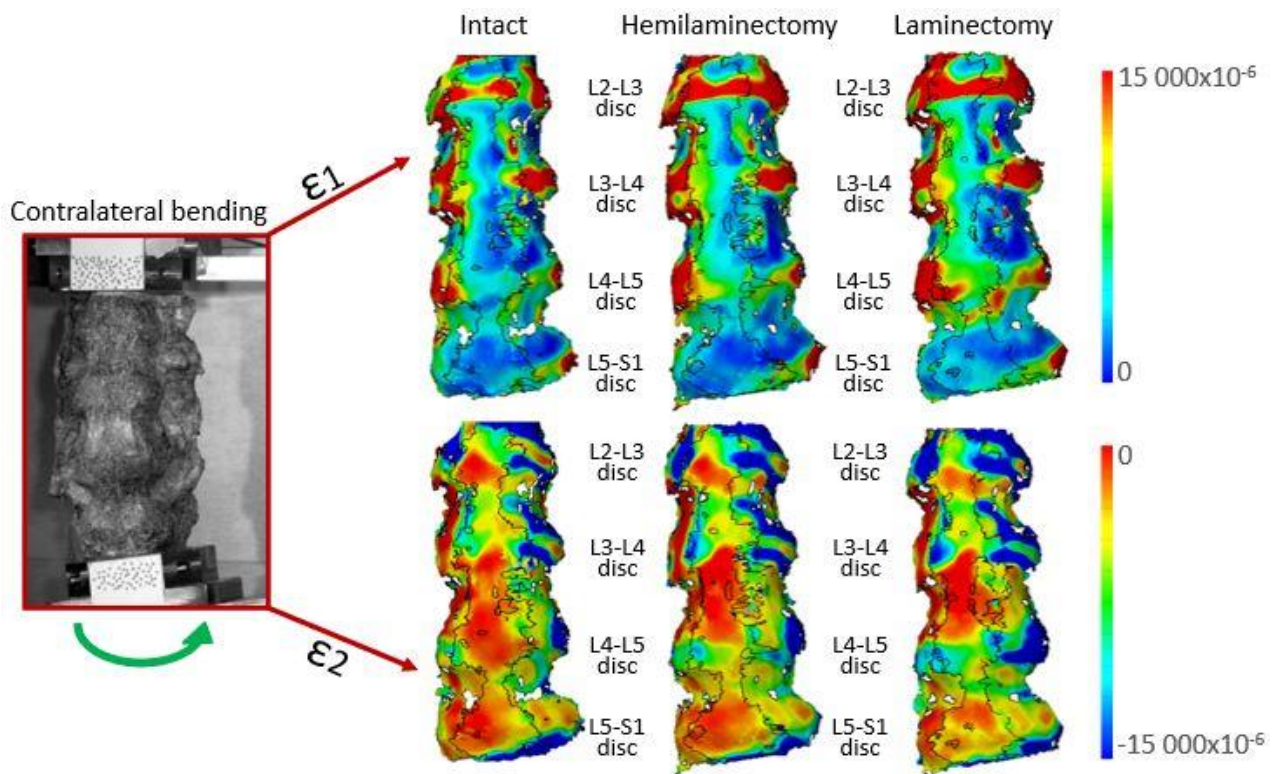 Intact
Hemilaminectomy
Laminectomy
Contralateral bending
ε1
L2-L3
disc
L3-L4
disc
L4-L5
disc
L5-S1
disc
L2-L3
disc
L3-L4
disc
L4-L5
disc
L5-S1
disc
15 000x10⁻⁶
0
ε2
L2-L3
disc
L3-L4
disc
L4-L5
disc
L5-S1
disc
L2-L3
disc
L3-L4
disc
L4-L5
disc
L5-S1
disc
0
-15 000x10⁻⁶